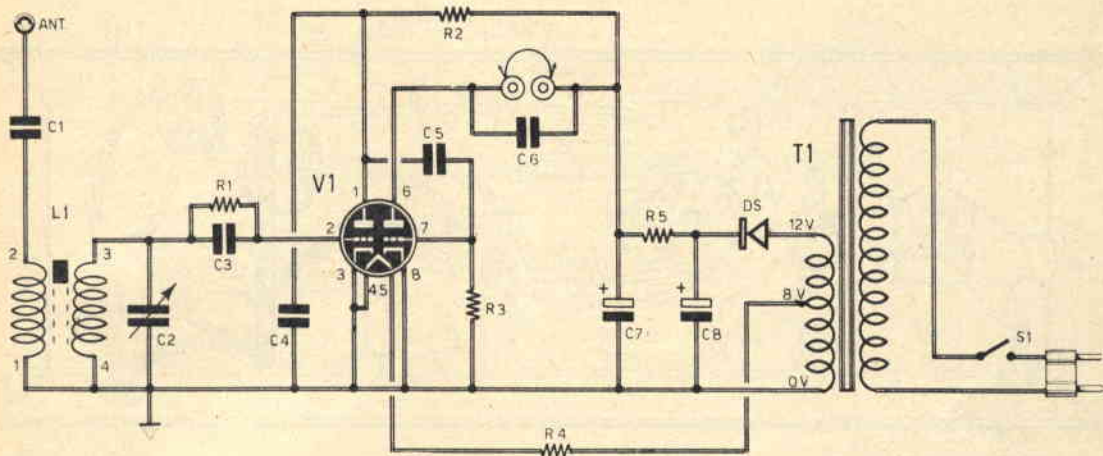 ANT.
R2
C1
C5
C6
T1
R1
V1
1
6
L1
DS
12V
2
3
2
7
R5
C3
3
45
8
8V
R3
+
+
C2
C4
C7
C8
S1
1
4
0V
R4